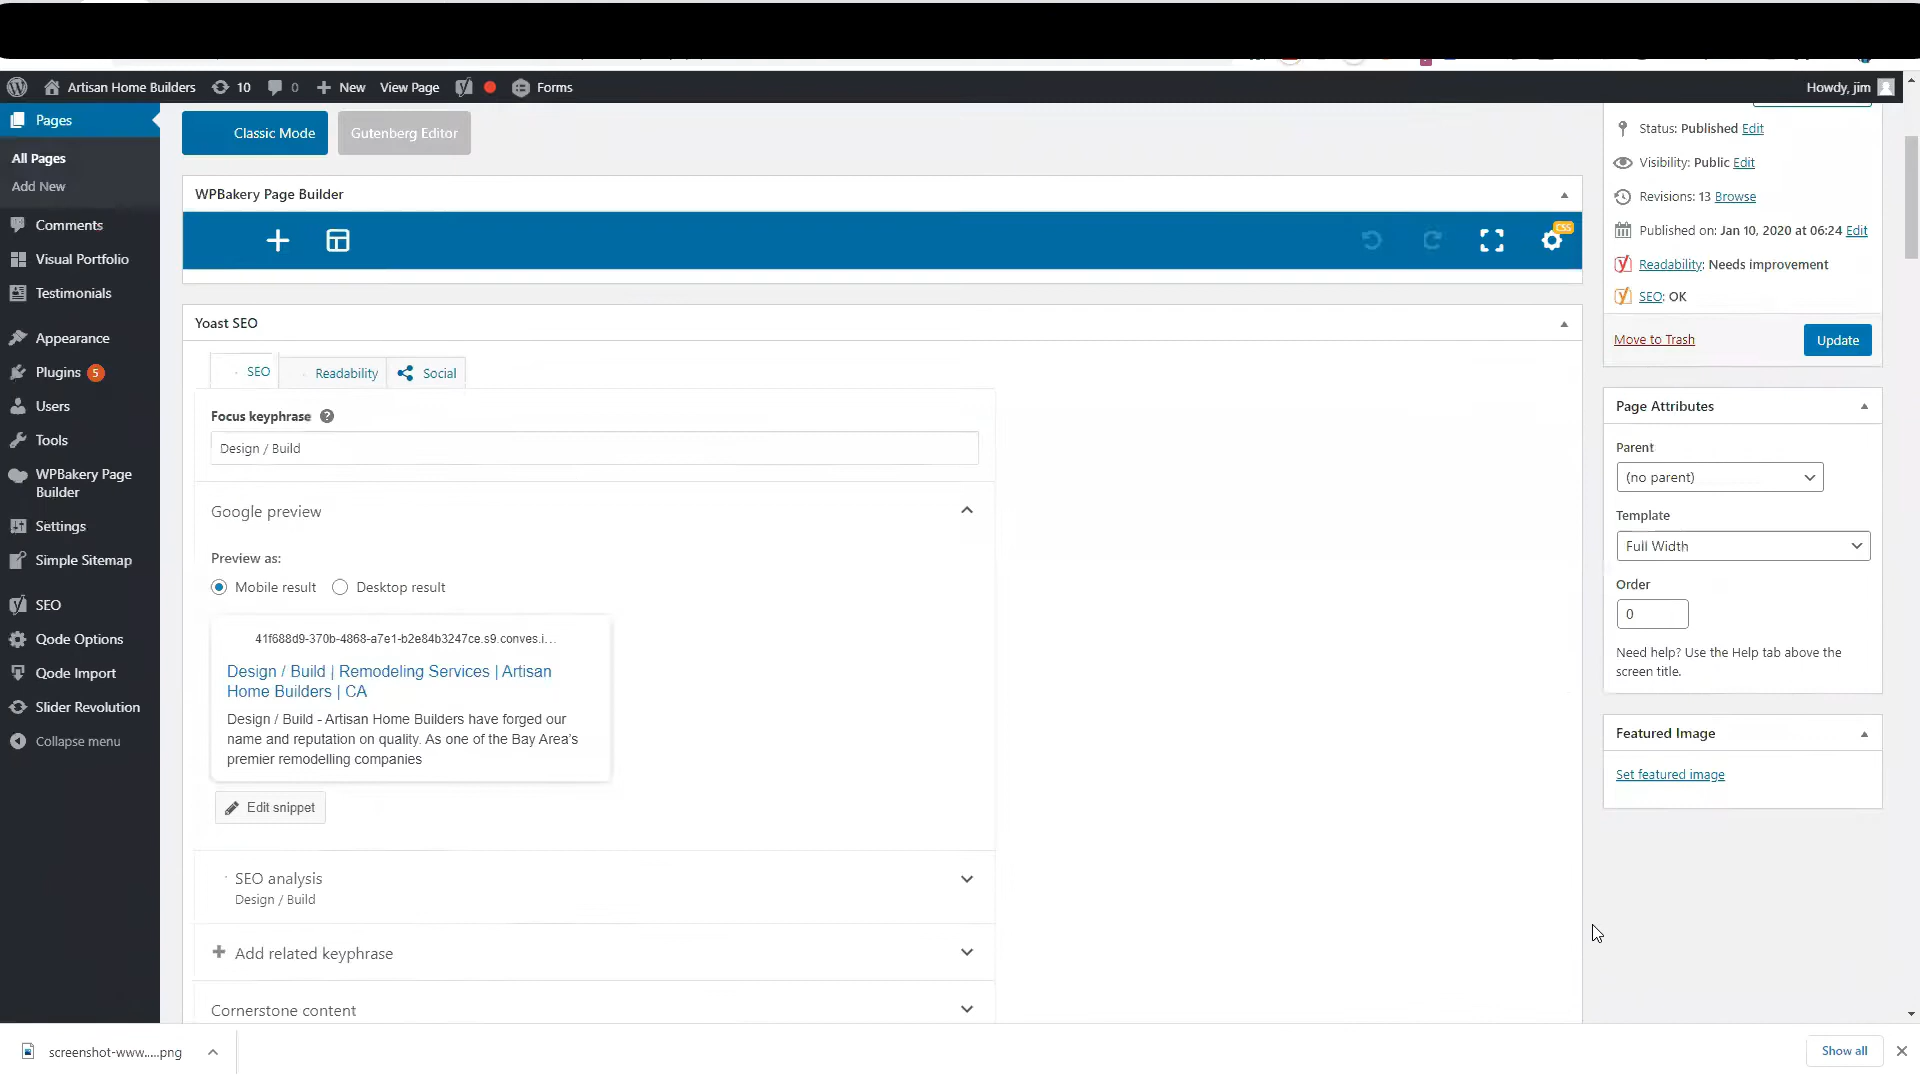 Artisan Home Builders
10
0
New
View Page
Forms
Howdy, jim
Pages
All Pages
Add New
Comments
Visual Portfolio
Testimonials
Appearance
Plugins 5
Users
Tools
WPBakery Page
Builder
Settings
Simple Sitemap
SEO
Qode Options
Qode Import
Slider Revolution
Collapse menu
Classic Mode
Gutenberg Editor
WPBakery Page Builder
CSS
Yoast SEO
SEO
Readability
Social
Focus keyphrase
Design / Build
Google preview
Preview as:
Mobile result
Desktop result
41f688d9-370b-4868-a7e1-b2e84b3247ce.s9.conves.i…
Design / Build | Remodeling Services | Artisan
Home Builders | CA
Design / Build - Artisan Home Builders have forged our
name and reputation on quality. As one of the Bay Area's
premier remodelling companies
Edit snippet
SEO analysis
Design / Build
Add related keyphrase
Cornerstone content
Status: Published Edit
Visibility: Public Edit
Revisions: 13 Browse
Published on: Jan 10, 2020 at 06:24 Edit
Readability: Needs improvement
SEO: OK
Move to Trash
Update
Page Attributes
Parent
(no parent)
Template
Full Width
Order
0
Need help? Use the Help tab above the
screen title.
Featured Image
Set featured image
screenshot-www.....png
Show all